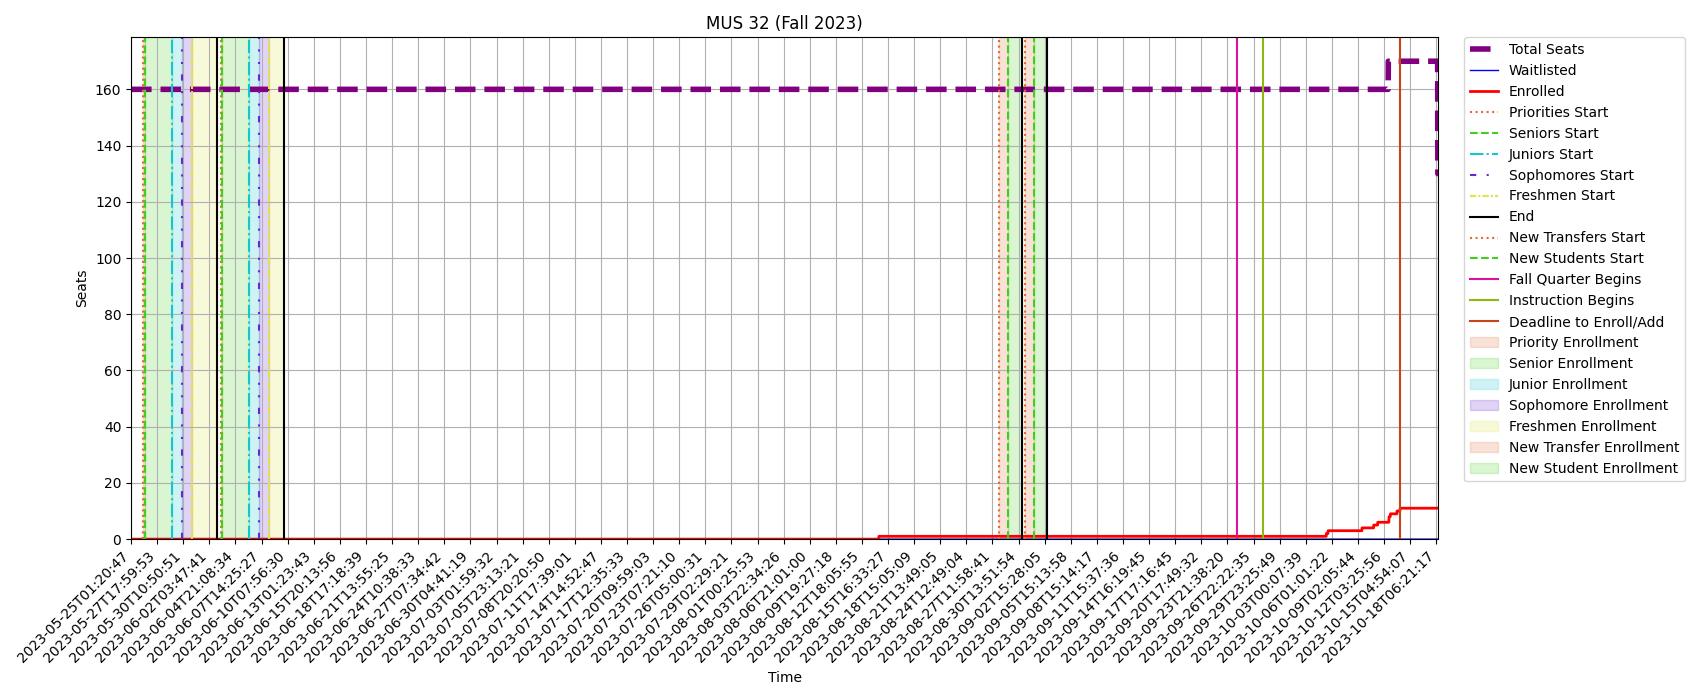 MUS 32 (Fall 2023)
Seats
160
140
120
100
80
60
40
20
0
2023-05-25T01:20:47
2023-05-27T17:59:53
2023-05-30T10:50:51
2023-06-02T03:47:41
2023-06-04T21:08:34
2023-06-07T14:25:27
2023-06-10T07:56:30
2023-06-13T01:23:43
2023-06-15T20:13:56
2023-06-18T17:18:39
2023-06-21T13:55:25
2023-06-24T10:38:33
2023-06-27T07:34:42
2023-06-30T04:41:19
2023-07-03T01:59:32
2023-07-05T23:13:21
2023-07-08T20:20:50
2023-07-11T17:39:01
2023-07-14T14:52:47
2023-07-17T12:35:33
2023-07-20T09:59:03
2023-07-23T07:21:10
2023-07-26T05:00:31
2023-07-29T02:29:21
2023-08-01T00:25:53
2023-08-03T22:34:26
2023-08-06T21:01:00
2023-08-09T19:27:18
2023-08-12T18:05:55
2023-08-15T16:33:27
2023-08-18T15:05:09
2023-08-21T13:49:05
2023-08-24T12:49:04
2023-08-27T11:58:41
2023-08-30T13:51:54
2023-09-02T15:28:05
2023-09-05T15:13:58
2023-09-08T15:14:17
2023-09-11T15:37:36
2023-09-14T16:19:45
2023-09-17T17:16:45
2023-09-20T17:49:32
2023-09-23T21:38:20
2023-09-26T22:22:35
2023-09-29T23:25:49
2023-10-03T00:07:39
2023-10-06T01:01:22
2023-10-09T02:05:44
2023-10-12T03:25:56
2023-10-15T04:54:07
2023-10-18T06:21:17
Time
Total Seats
Waitlisted
Enrolled
Priorities Start
Seniors Start
Juniors Start
Sophomores Start
Freshmen Start
End
New Transfers Start
New Students Start
Fall Quarter Begins
Instruction Begins
Deadline to Enroll/Add
Priority Enrollment
Senior Enrollment
Junior Enrollment
Sophomore Enrollment
Freshmen Enrollment
New Transfer Enrollment
New Student Enrollment